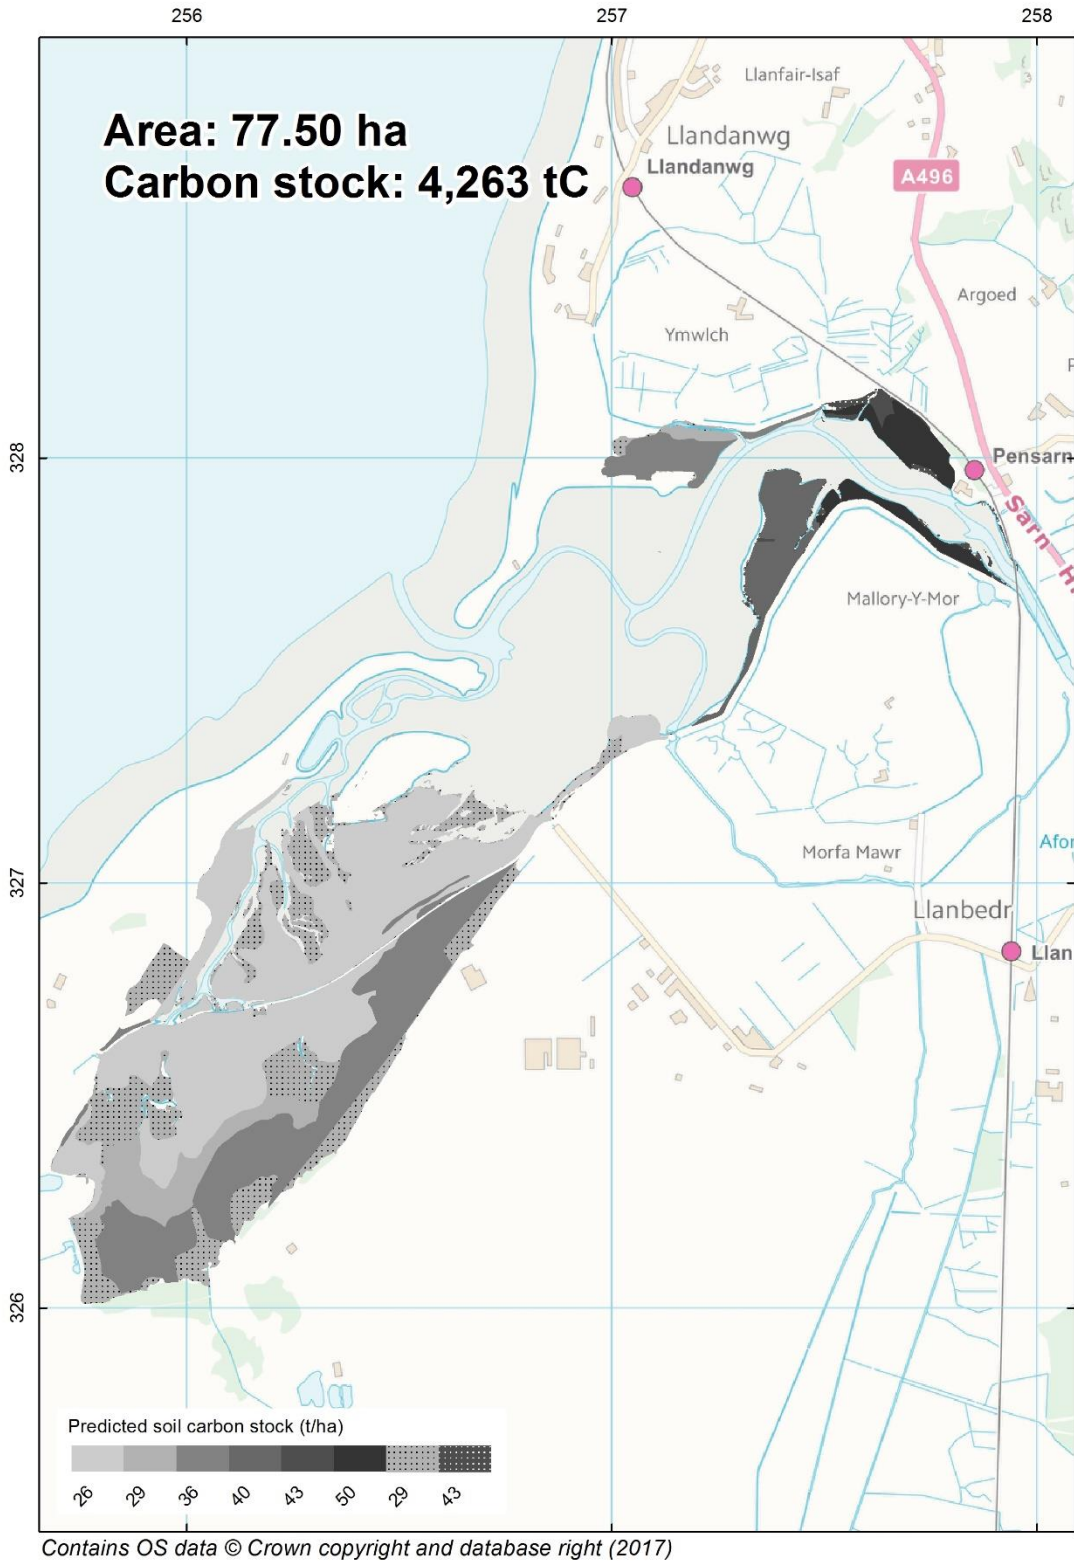 256
257
258
Area: 77.50 ha
Carbon stock: 4,263 tC
Llanfair-Isaf
Llandanwg
Llandanwg
A496
Argoed
Ymwlch
328
Pensarn
Sarn H
Mallory-Y-Mor
Morfa Mawr
Afon
327
Llanbedr
Llan
326
Predicted soil carbon stock (t/ha)
26
29
36
40
43
50
29
43
Contains OS data © Crown copyright and database right (2017)